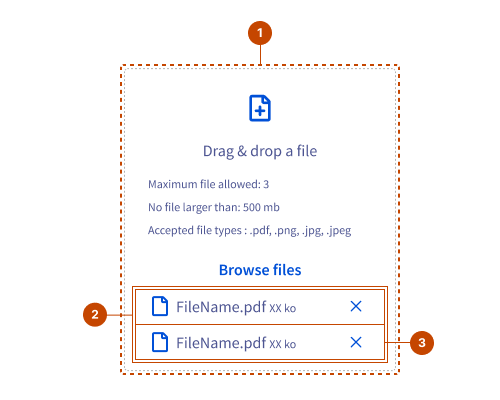 1
Drag & drop a file
Maximum file allowed: 3
No file larger than: 500 mb
Accepted file types : .pdf, .png, .jpg, .jpeg
Browse files
FileName.pdf XX ko
2
FileName.pdf XX ko
3